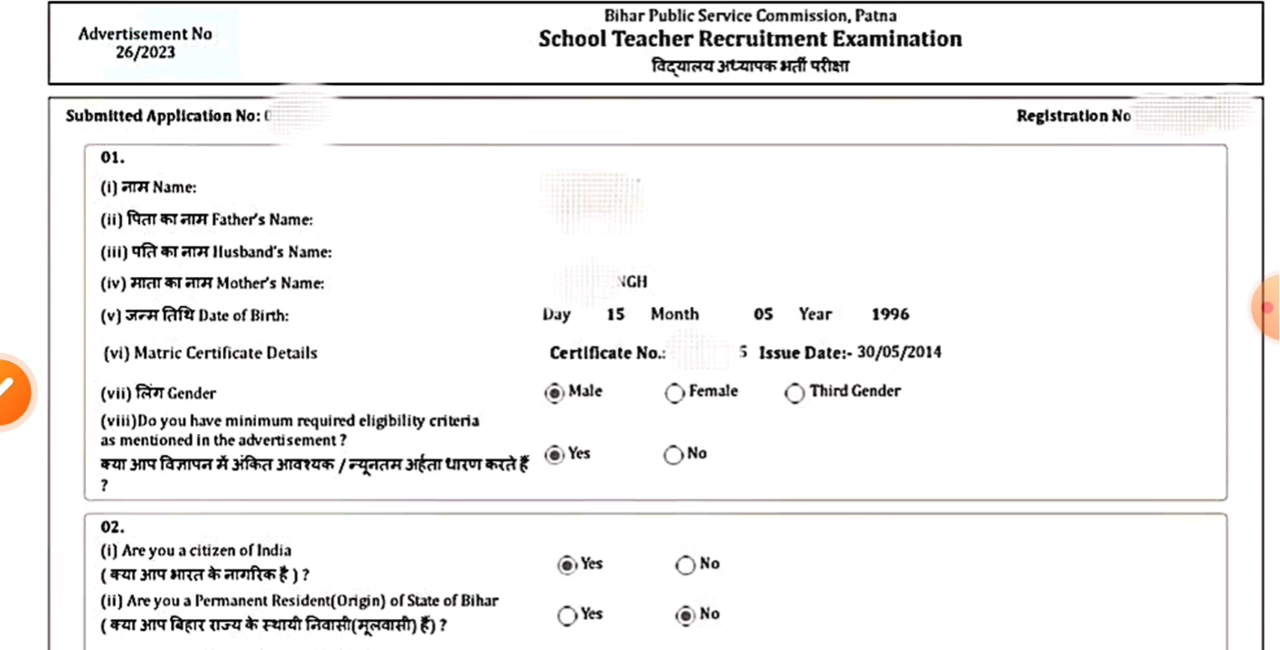 Advertisement No
26/2023
Bihar Public Service Commission, Patna
School Teacher Recruitment Examination
विद्यालय अध्यापक भर्ती परीक्षा
Submitted Application No:
Registration No
01.
(i) नाम Name:
(ii) पिता का नाम Father's Name:
(iii) पति का नाम Husband's Name:
(iv) माता का नाम Mother's Name: NGH
(v) जन्म तिथि Date of Birth: Day 15 Month 05 Year 1996
(vi) Matric Certificate Details Certificate No.: 5 Issue Date:- 30/05/2014
(vii) लिंग Gender Male Female Third Gender
(viii)Do you have minimum required eligibility criteria
as mentioned in the advertisement ?
Yes No
क्या आप विज्ञापन में अंकित आवश्यक / न्यूनतम अर्हता धारण करते हैं
?
02.
(i) Are you a citizen of India
Yes No
( क्या आप भारत के नागरिक है ) ?
(ii) Are you a Permanent Resident(Origin) of State of Bihar
Yes No
( क्या आप बिहार राज्य के स्थायी निवासी(मूलवासी) हैं) ?